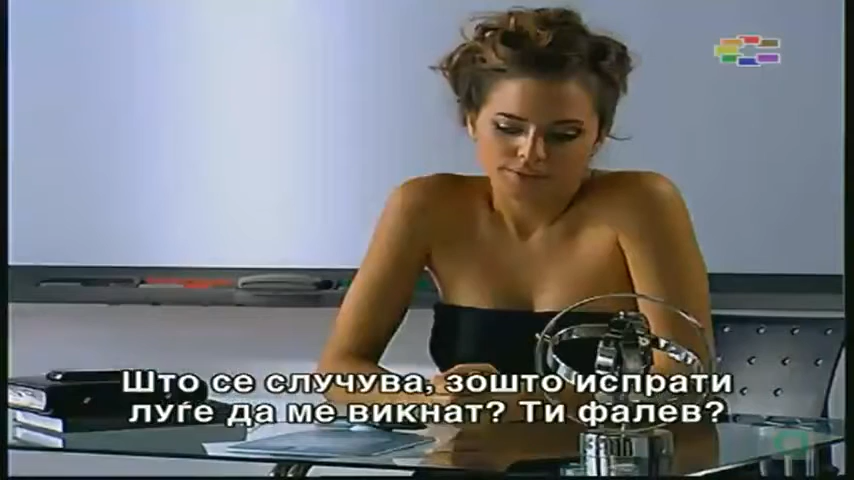 Што се случува, зошто испрати
луѓе да ме викнат? Ти фалев?